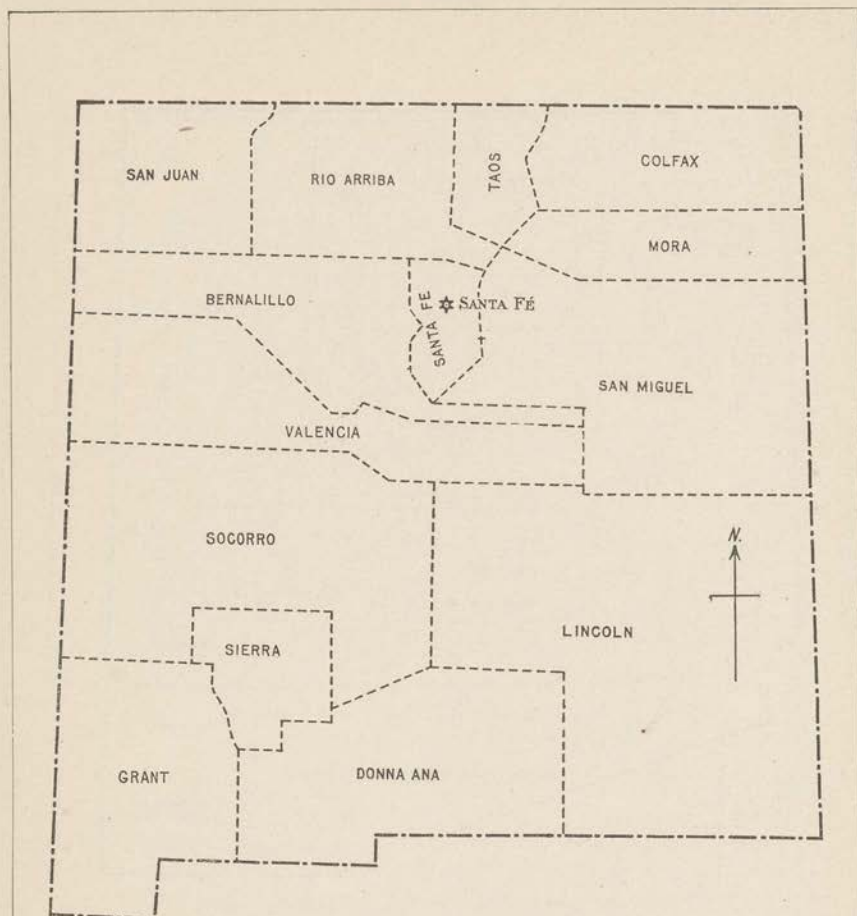 SAN JUAN
RIO ARRIBA
TAOS
COLFAX
MORA
BERNALILLO
SANTA FE
SANTA FÉ
SAN MIGUEL
VALENCIA
SOCORRO
N.
SIERRA
LINCOLN
GRANT
DONNA ANA